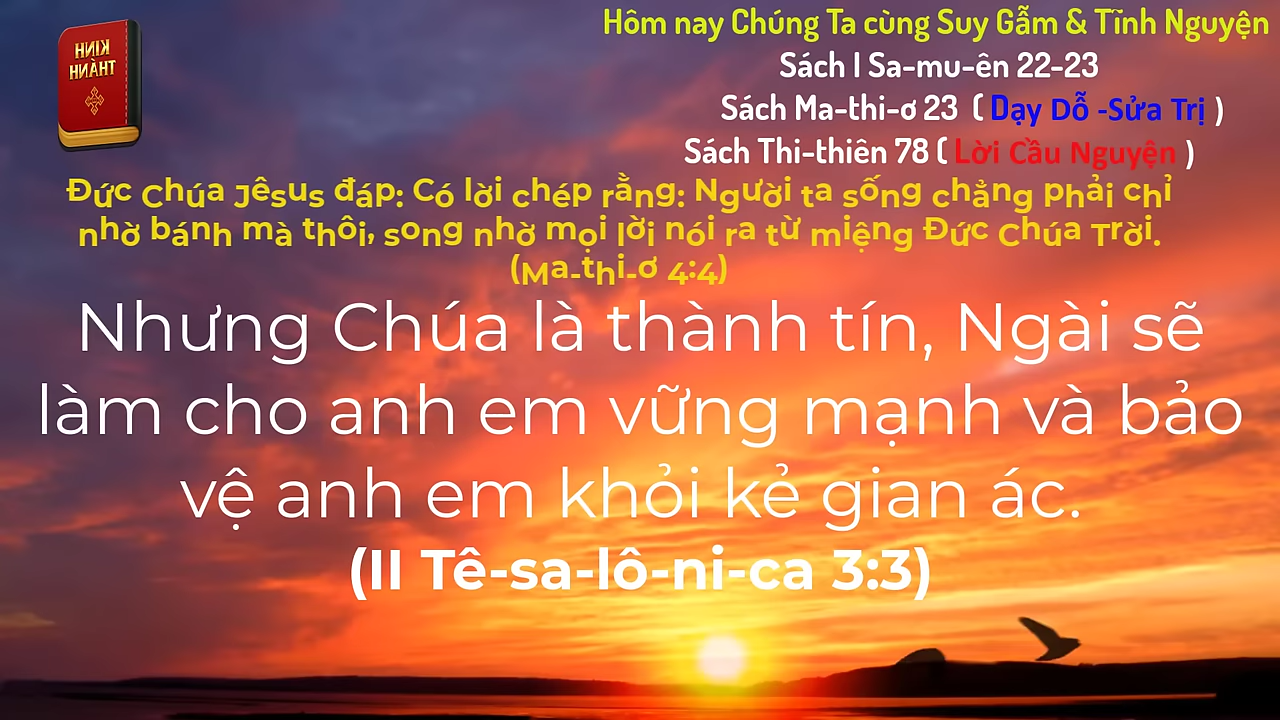 KINH
THÁNH
Hôm nay Chúng Ta cùng Suy Gẫm & Tĩnh Nguyện
Sách I Sa-mu-ên 22-23
Sách Ma-thi-ơ 23 ( Dạy Dỗ -Sửa Trị )
Sách Thi-thiên 78 ( Lời Cầu Nguyện )
Đức Chúa Jêsus đáp: Có lời chép rằng: Người ta sống chẳng phải chỉ
nhờ bánh mà thôi, song nhờ mọi lời nói ra từ miệng Đức Chúa Trời.
(Ma-thi-ơ 4:4)
Nhưng Chúa là thành tín, Ngài sẽ
làm cho anh em vững mạnh và bảo
vệ anh em khỏi kẻ gian ác.
(II Tê-sa-lô-ni-ca 3:3)